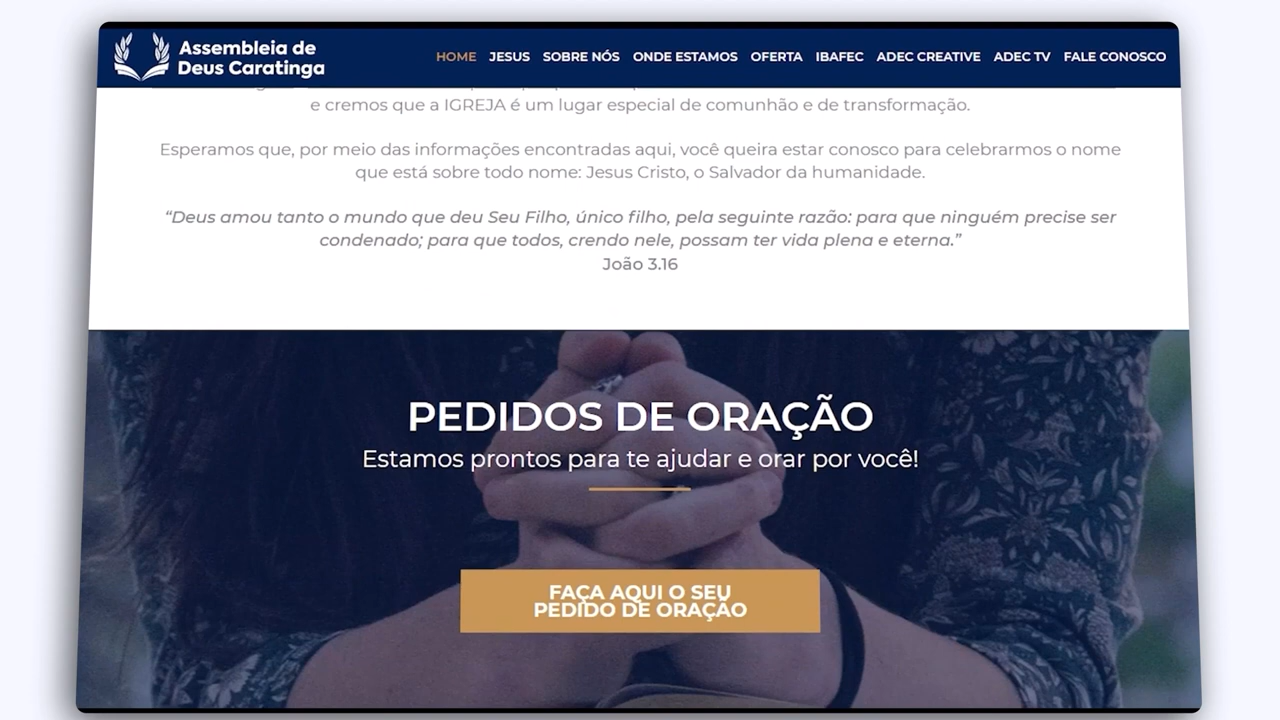 Assembleia de
Deus Caratinga
HOME JESUS SOBRE NÓS ONDE ESTAMOS OFERTA IBAFEC ADEC CREATIVE ADEC TV FALE CONOSCO
e cremos que a IGREJA é um lugar especial de comunhão e de transformação.
Esperamos que, por meio das informações encontradas aqui, você queira estar conosco para celebrarmos o nome
que está sobre todo nome: Jesus Cristo, o Salvador da humanidade.
“Deus amou tanto o mundo que deu Seu Filho, único filho, pela seguinte razão: para que ninguém precise ser
condenado; para que todos, crendo nele, possam ter vida plena e eterna.”
João 3.16
PEDIDOS DE ORAÇÃO
Estamos prontos para te ajudar e orar por você!
FAÇA AQUI O SEU
PEDIDO DE ORAÇÃO